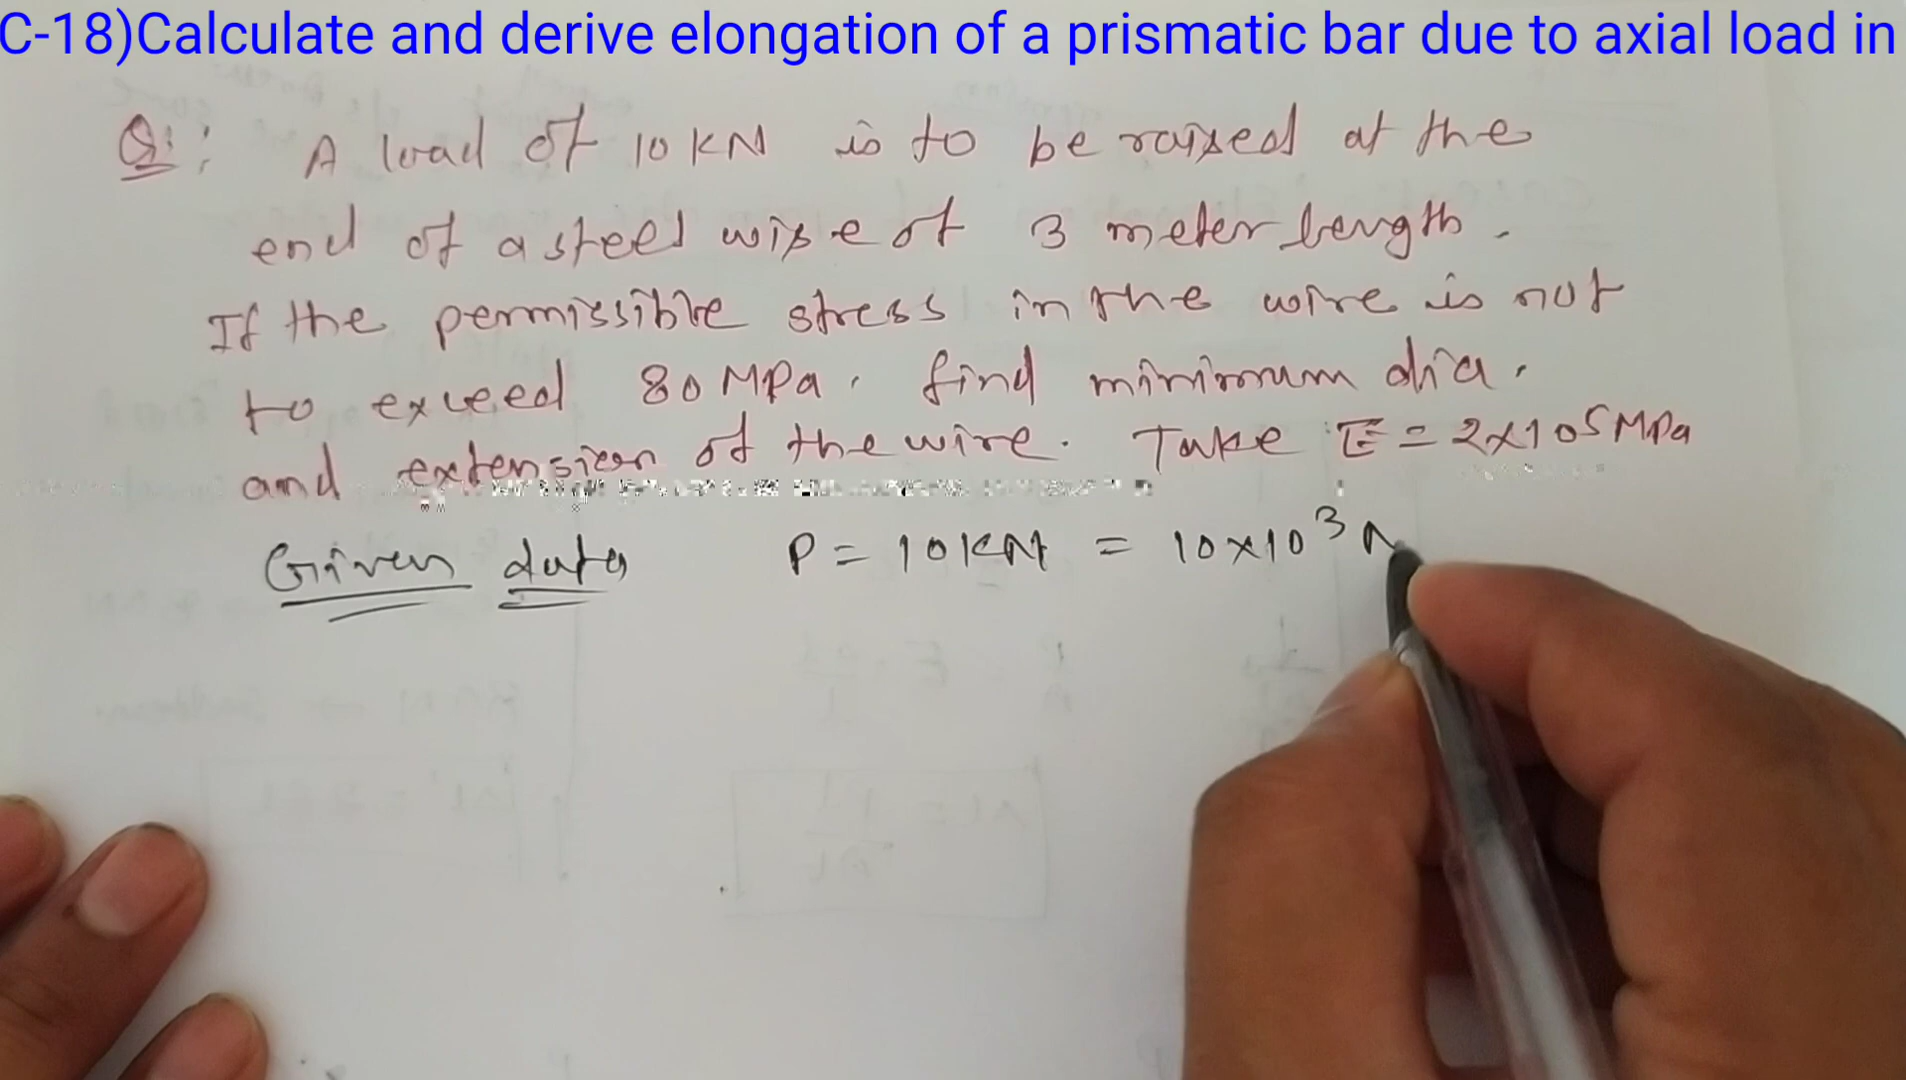 C-18)Calculate and derive elongation of a prismatic bar due to axial load in
Q: A load of 10 KN is to be raised at the
end of a steel wire of 3 meter length.
If the permissible stress in the wire is not
to exceed 80 MPa. find minimum dia.
and extension of the wire. Take E = 2x10⁵ MPa
Given data P = 10KN = 10x10³ N